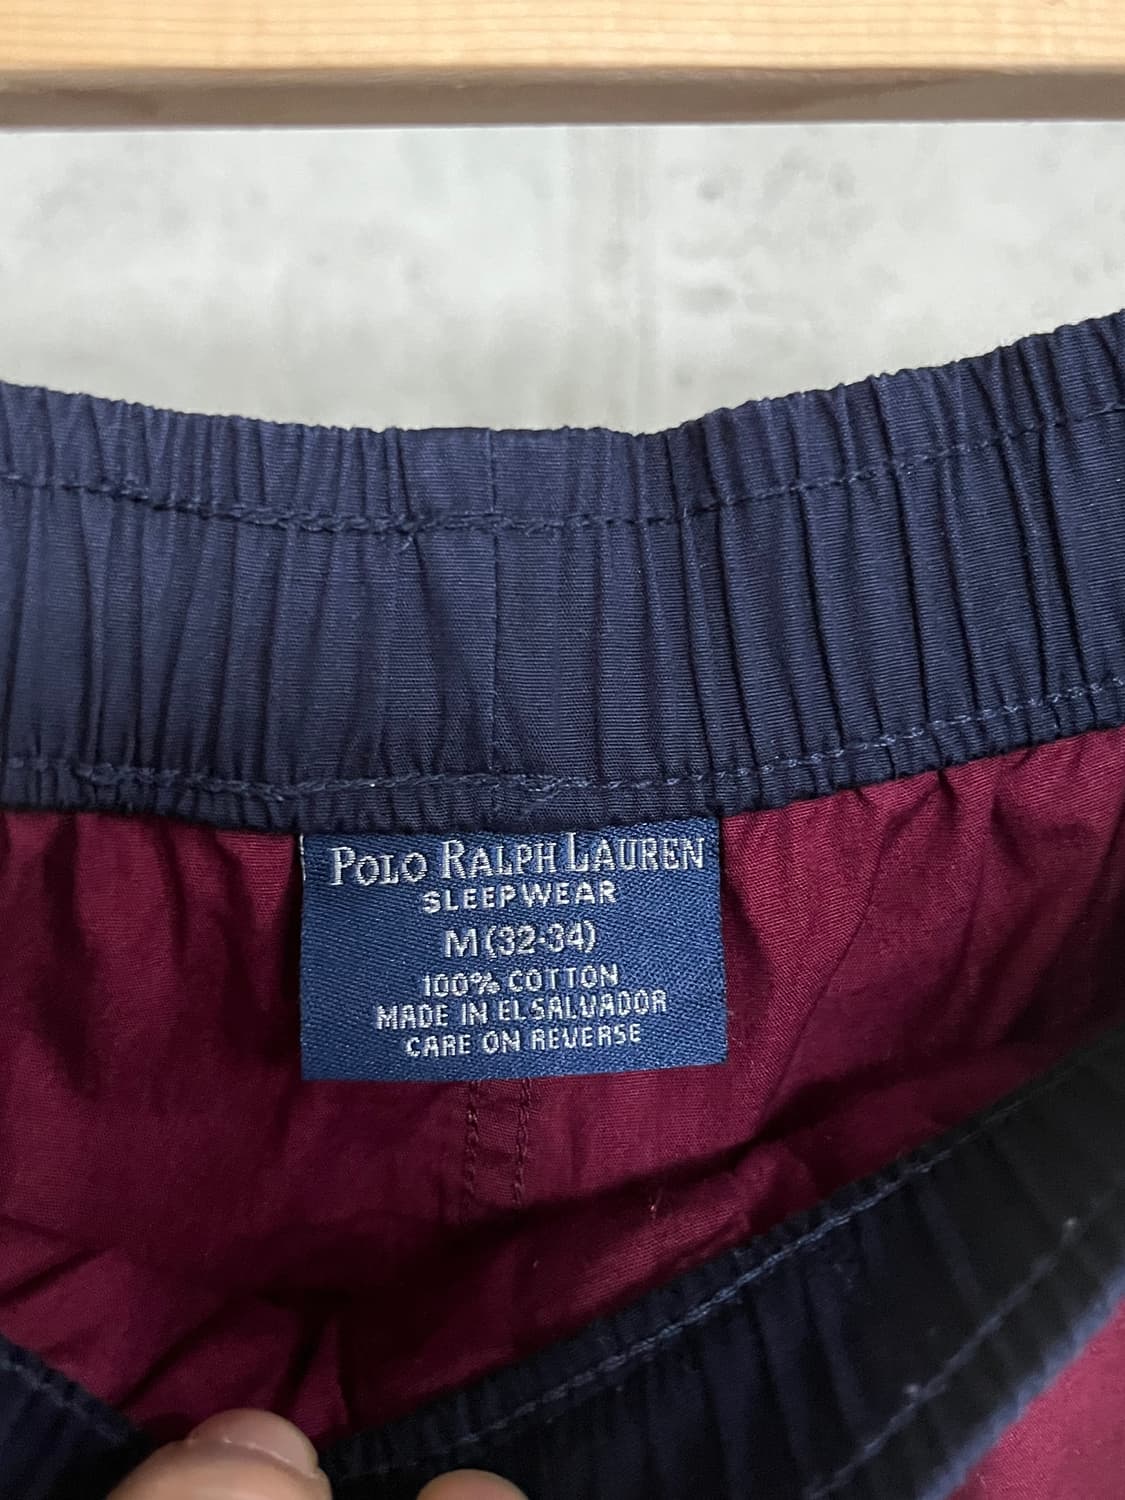 POLO RALPH LAUREN
SLEEPWEAR
M (32-34)
100% COTTON
MADE IN EL SALVADOR
CARE ON REVERSE